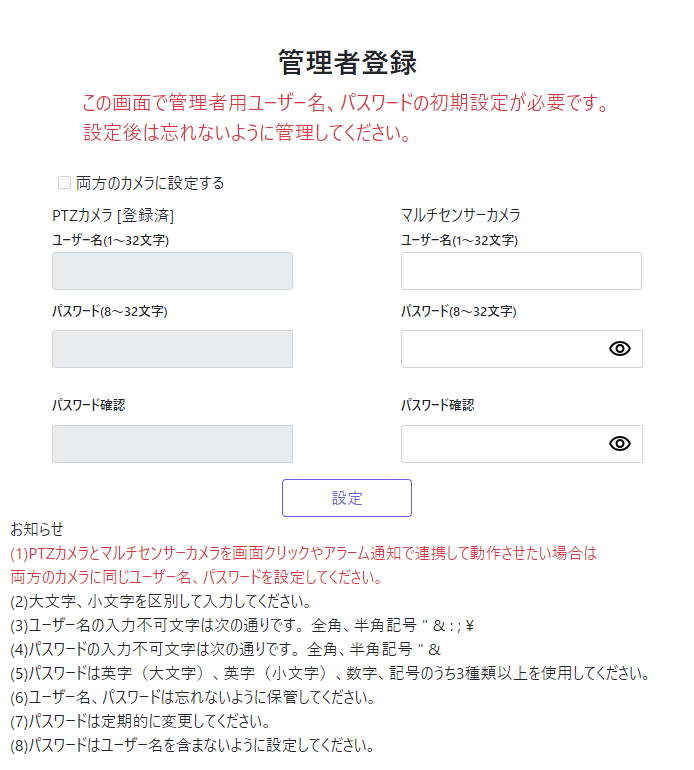 管理者登録
この画面で管理者用ユーザー名、パスワードの初期設定が必要です。
設定後は忘れないように管理してください。
両方のカメラに設定する
PTZカメラ [登録済]
マルチセンサーカメラ
ユーザー名(1～32文字)
ユーザー名(1～32文字)
パスワード(8～32文字)
パスワード(8～32文字)
パスワード確認
パスワード確認
設定
お知らせ
(1)PTZカメラとマルチセンサーカメラを画面クリックやアラーム通知で連携して動作させたい場合は
両方のカメラに同じユーザー名、パスワードを設定してください。
(2)大文字、小文字を区別して入力してください。
(3)ユーザー名の入力不可文字は次の通りです。 全角、半角記号 " & : ; ¥
(4)パスワードの入力不可文字は次の通りです。 全角、半角記号 " &
(5)パスワードは英字（大文字）、英字（小文字）、数字、記号のうち3種類以上を使用してください。
(6)ユーザー名、パスワードは忘れないように保管してください。
(7)パスワードは定期的に変更してください。
(8)パスワードはユーザー名を含まないように設定してください。